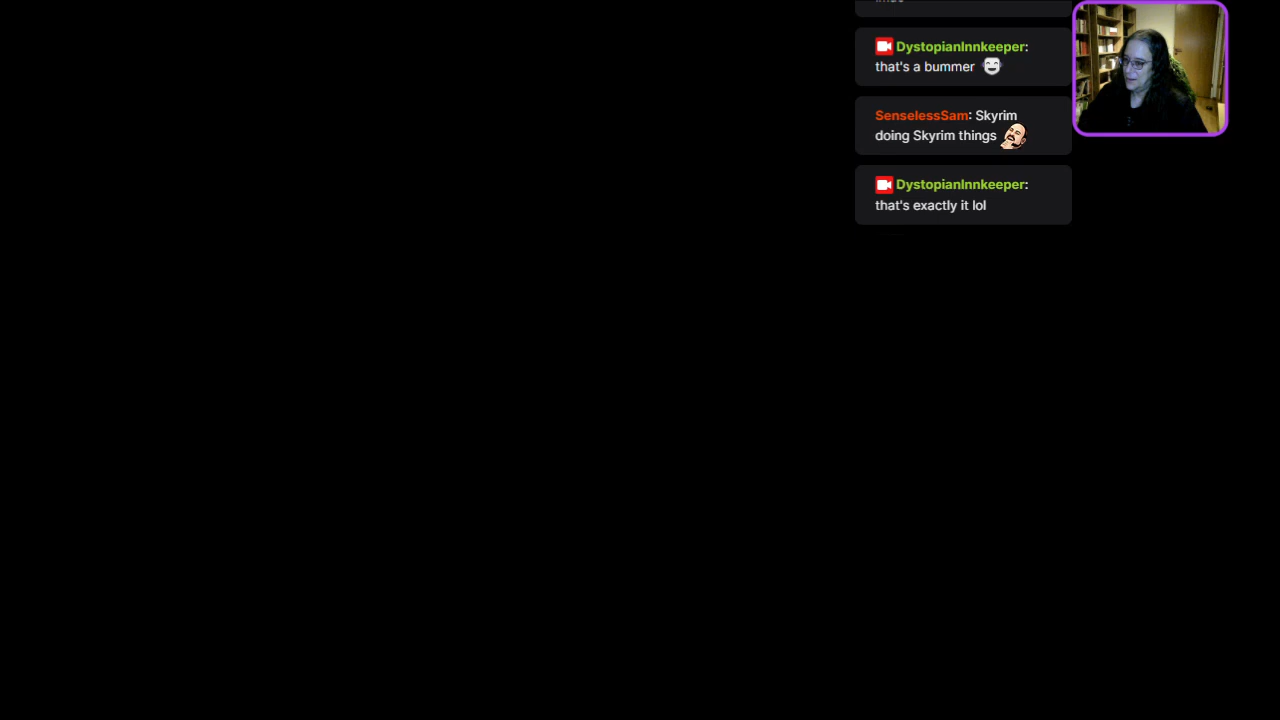 DystopianInnkeeper:
that's a bummer
SenselessSam: Skyrim
doing Skyrim things
DystopianInnkeeper:
that's exactly it lol